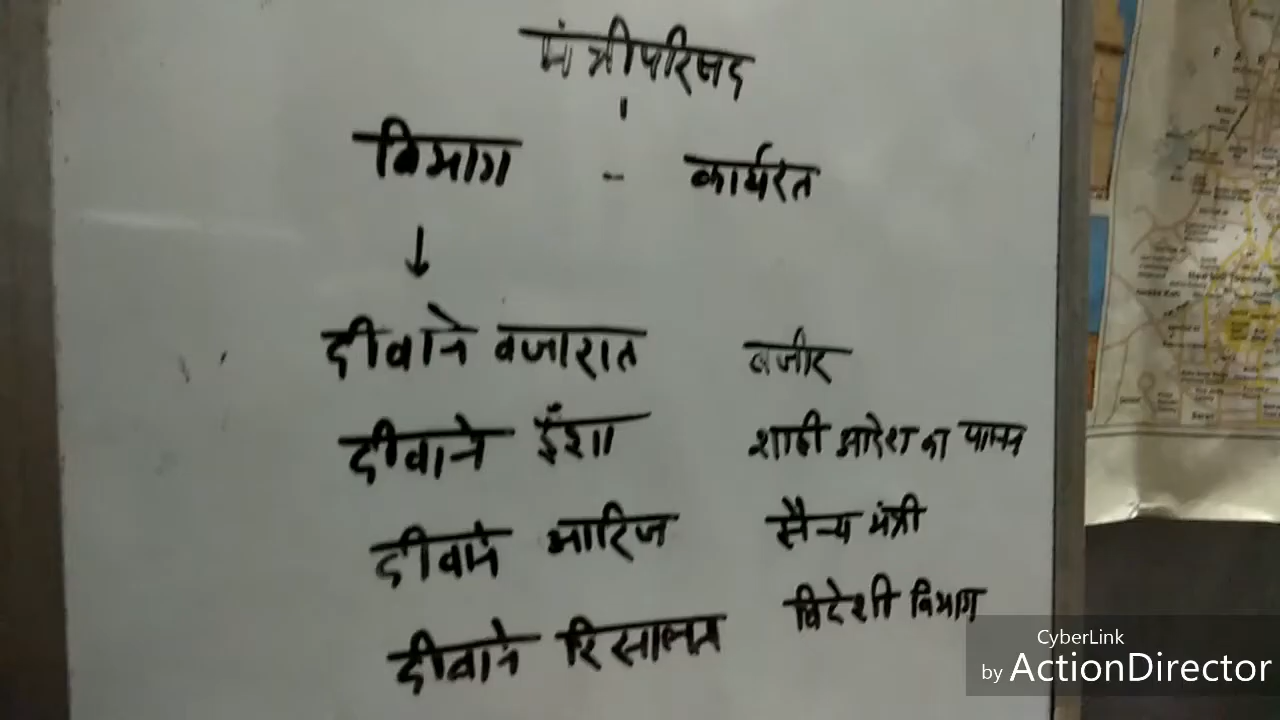 मंत्रीपरिषद
विभाग - कार्यरत
दीवाने वजारात वजीर
दीवाने ईंशा शाही आदेश का पालन
दीवाने आरिज सैन्य मंत्री
दीवाने रिसालत विदेशी विभाग
CyberLink
by ActionDirector